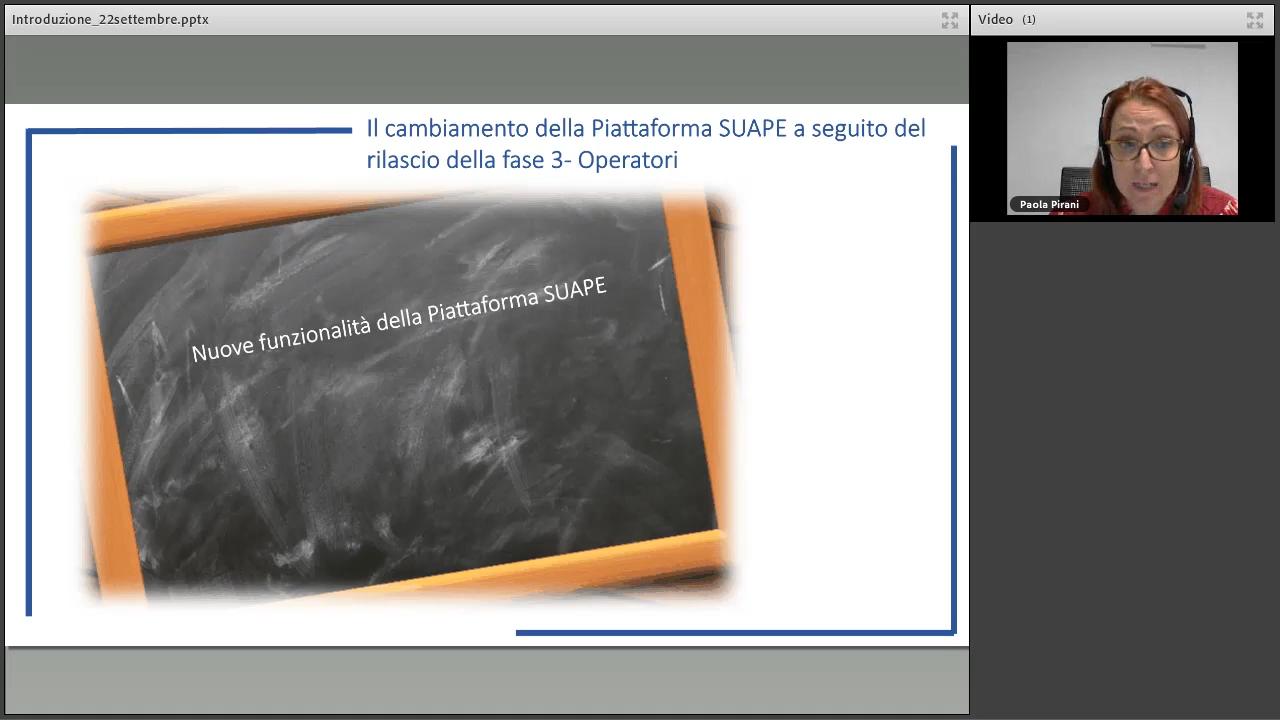 Introduzione_22settembre.pptx
Video (1)
Il cambiamento della Piattaforma SUAPE a seguito del
rilascio della fase 3- Operatori
Nuove funzionalità della Piattaforma SUAPE
Paola Pirani